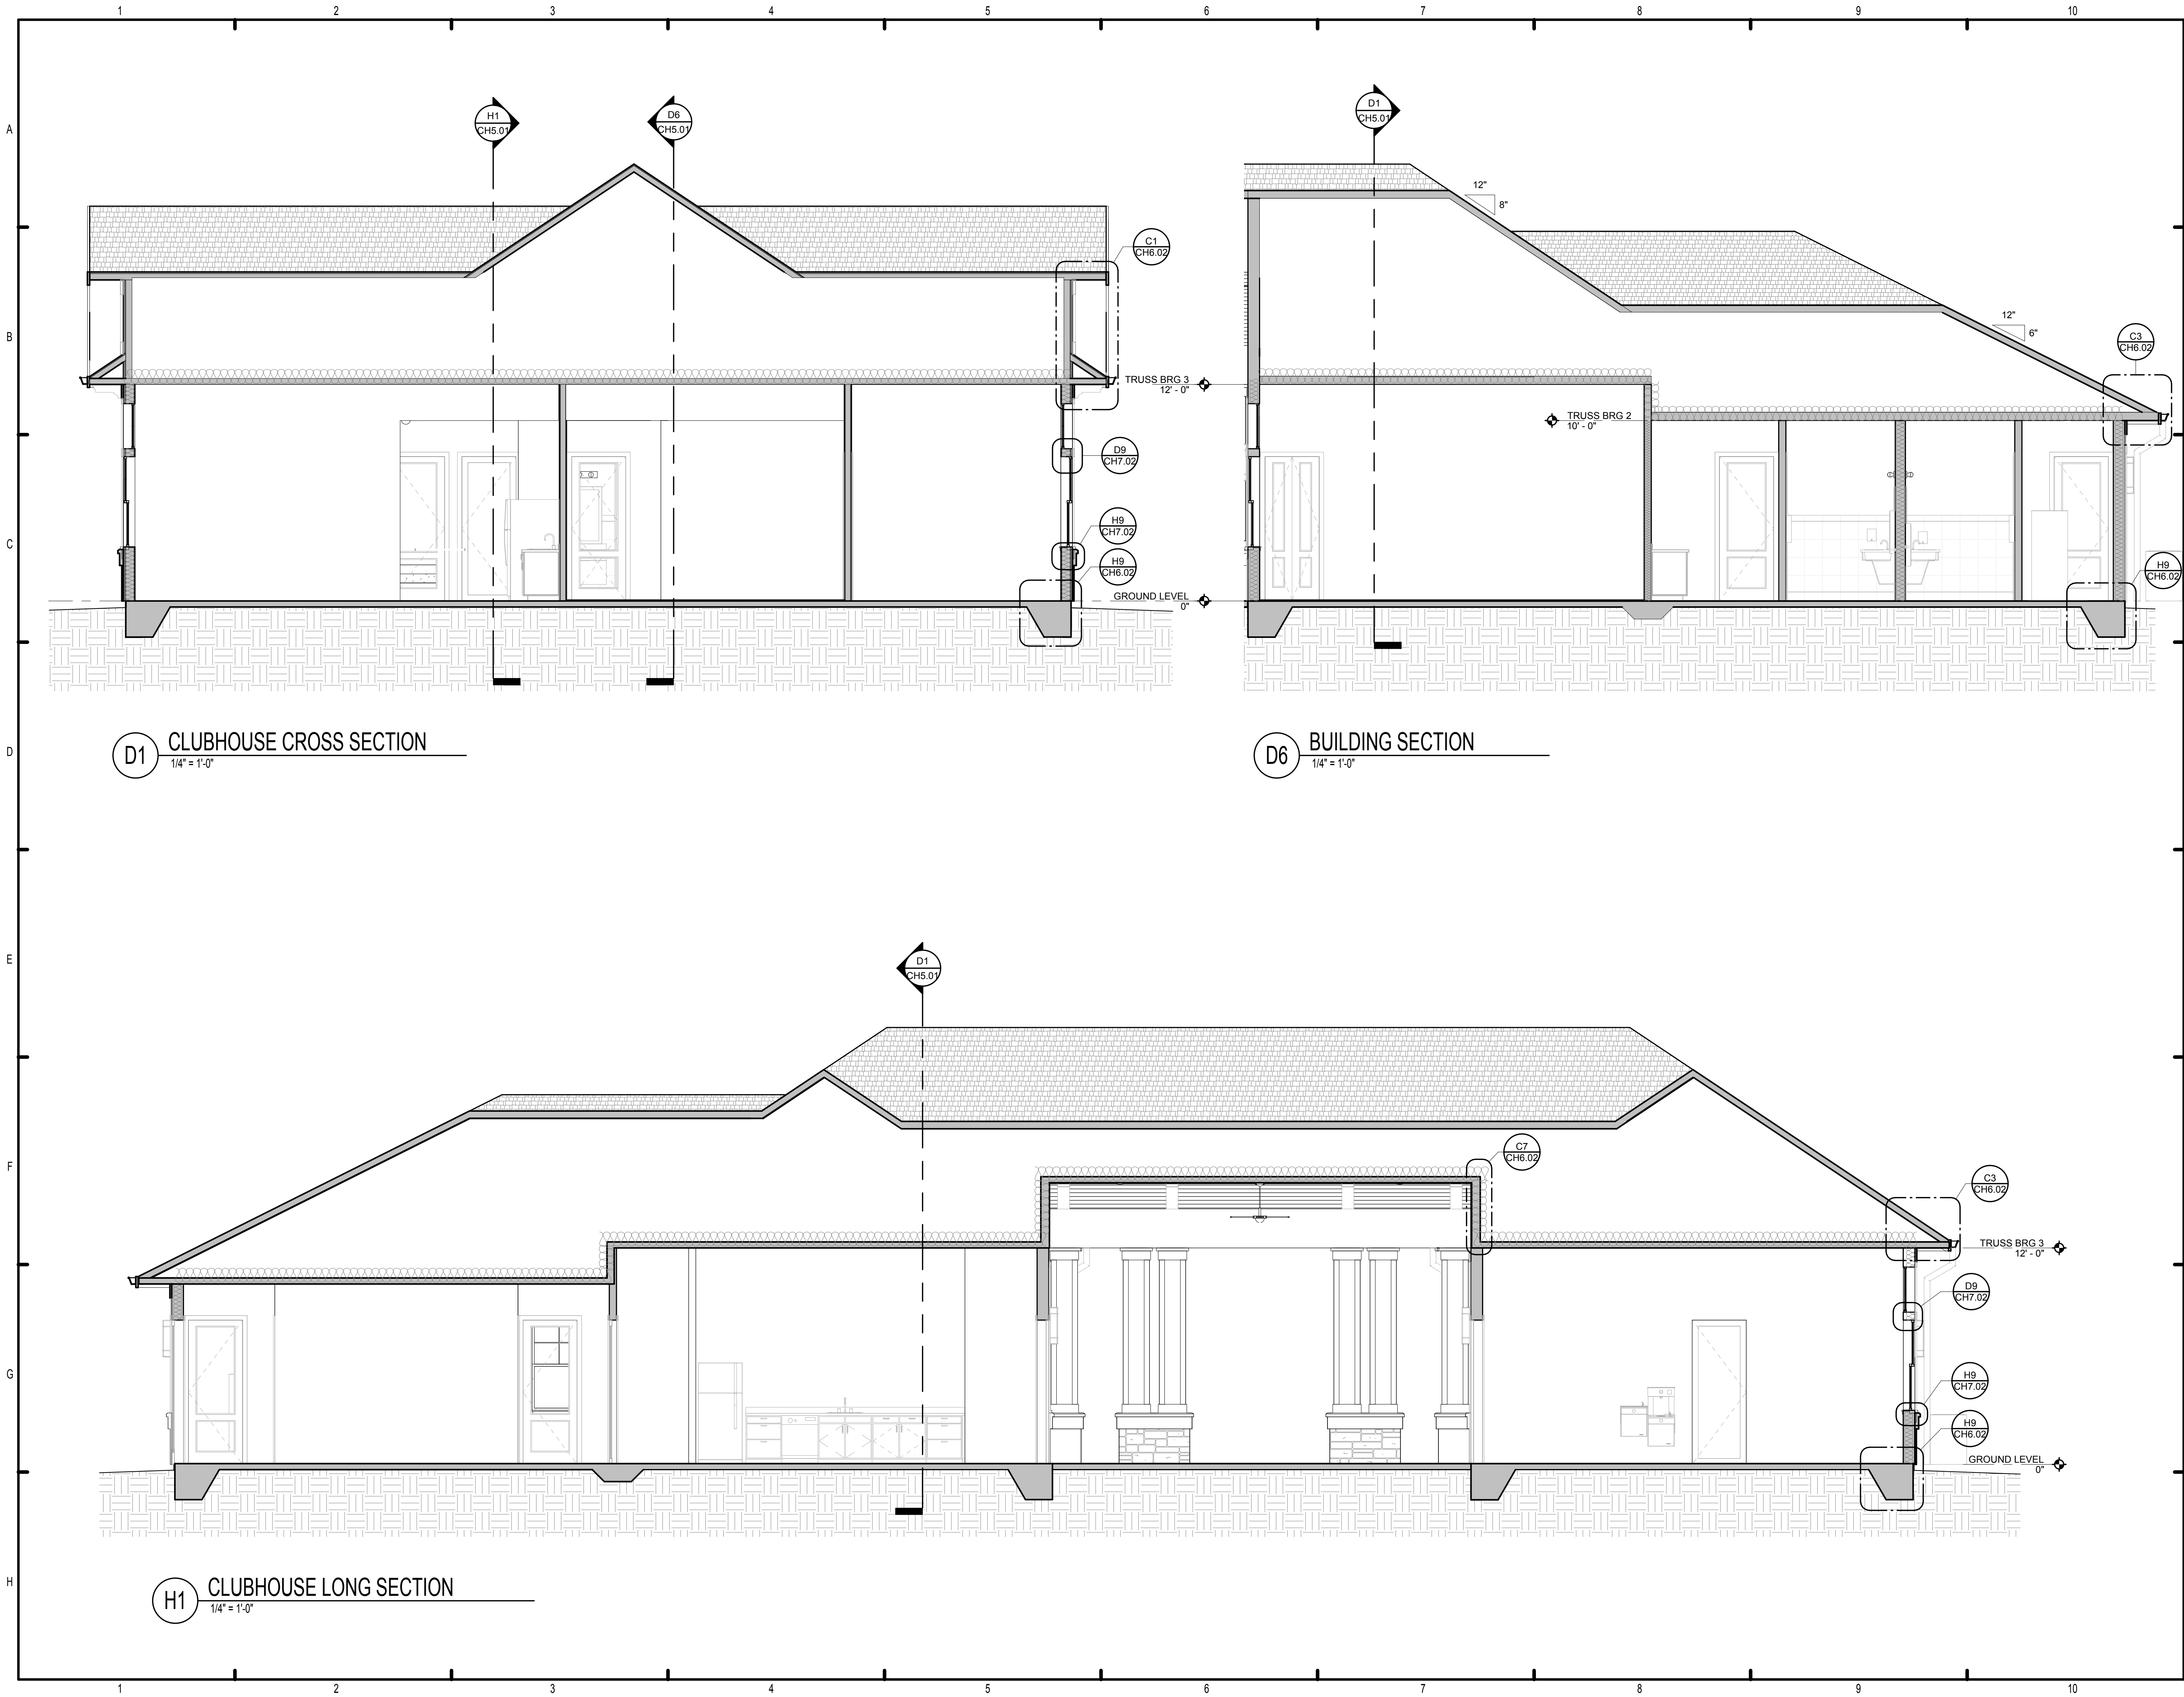 1 2 3 4 5 6 7 8 9 10
A
B
C
D
E
F
G
H
H1
CH5.01
D6
CH5.01
C1
CH6.02
TRUSS BRG 3
12' - 0"
D9
CH7.02
H9
CH7.02
H9
CH6.02
GROUND LEVEL
0"
D1 CLUBHOUSE CROSS SECTION
1/4" = 1'-0"
D1
CH5.01
12"
8"
12"
6"
C3
CH6.02
TRUSS BRG 2
10' - 0"
H9
CH6.02
D6 BUILDING SECTION
1/4" = 1'-0"
D1
CH5.01
C7
CH6.02
C3
CH6.02
TRUSS BRG 3
12' - 0"
D9
CH7.02
H9
CH7.02
H9
CH6.02
GROUND LEVEL
0"
H1 CLUBHOUSE LONG SECTION
1/4" = 1'-0"
1 2 3 4 5 6 7 8 9 10